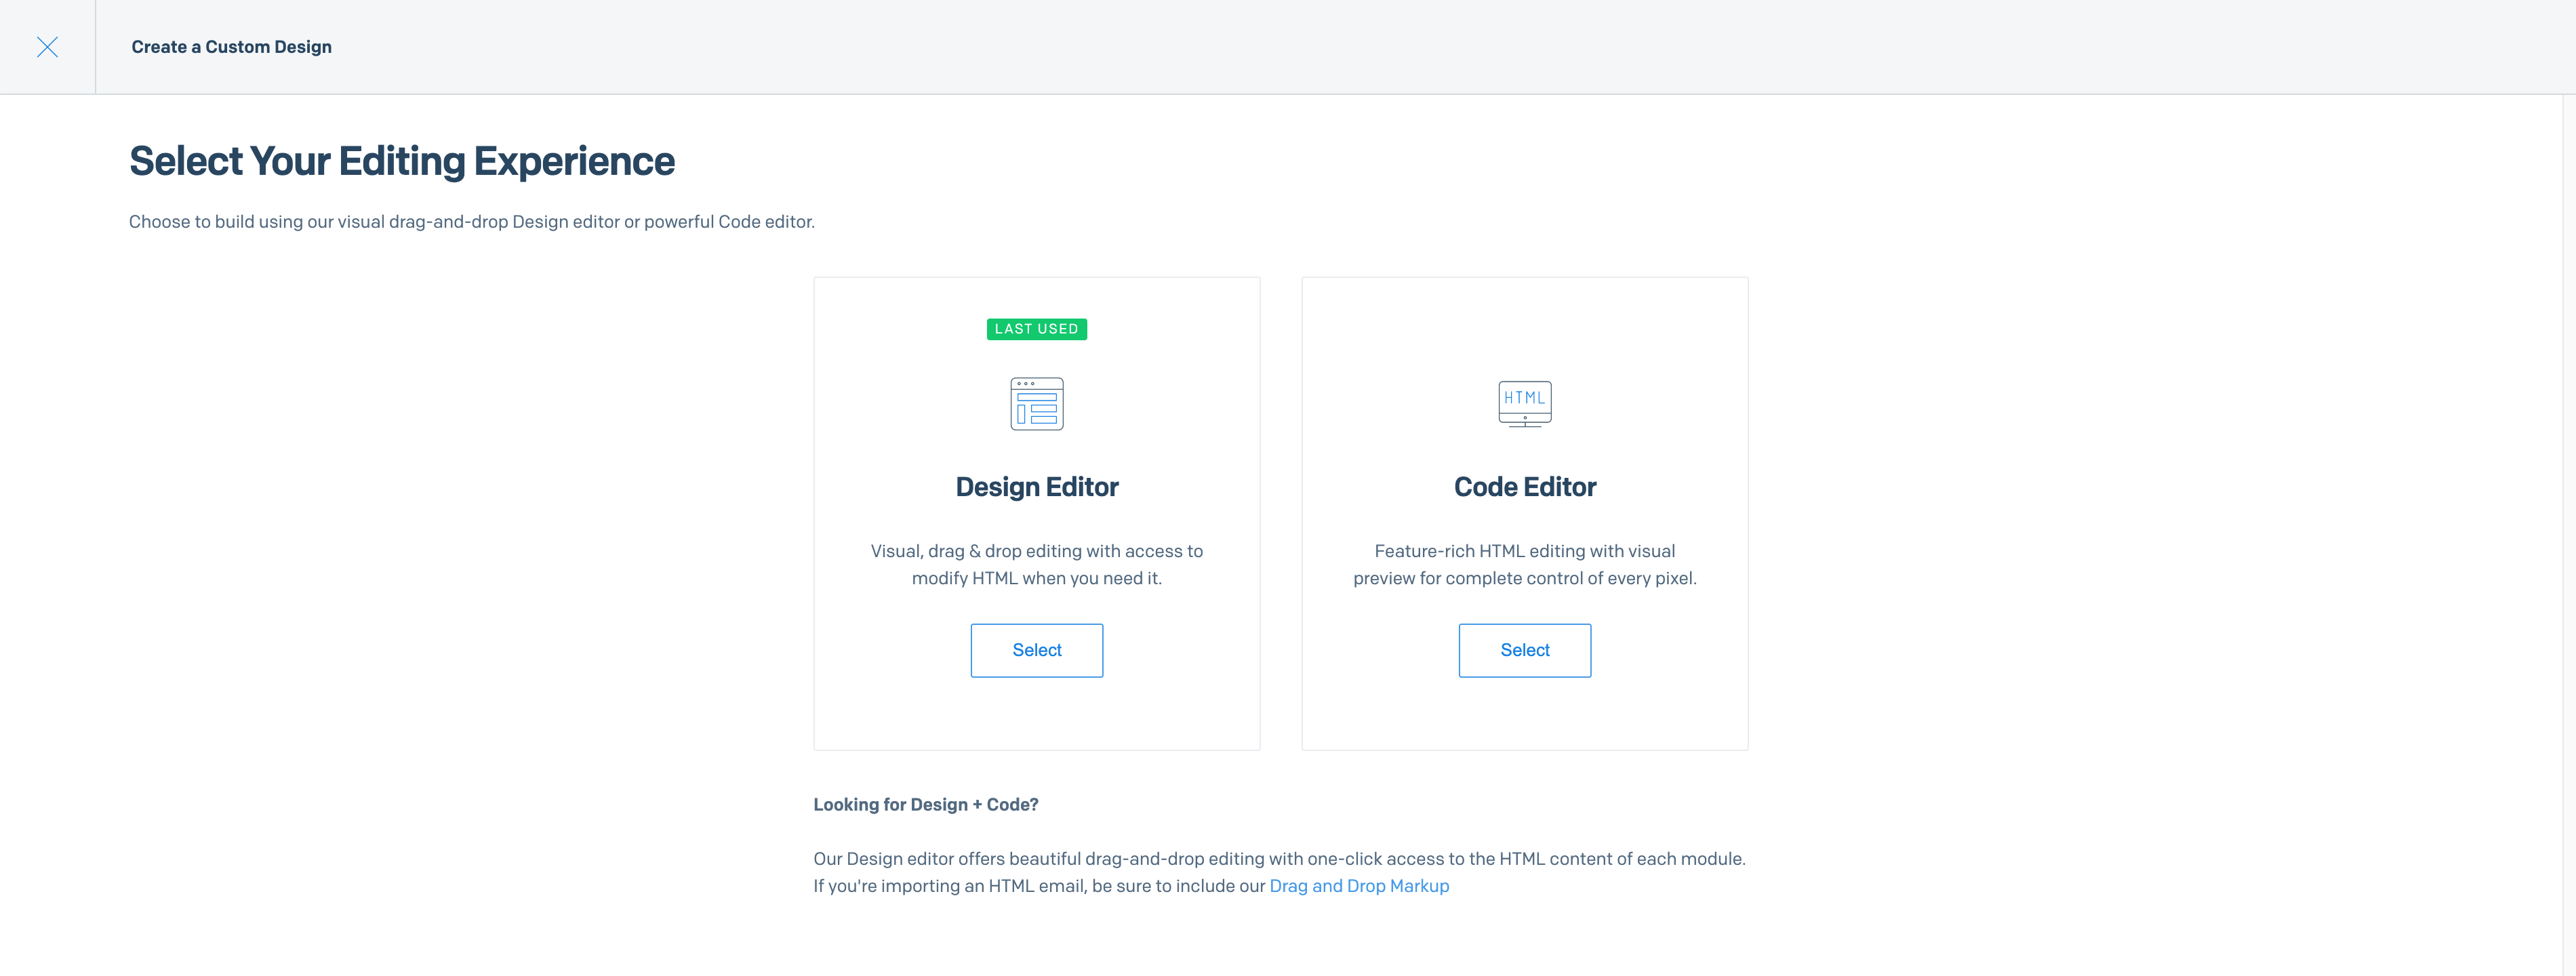 Create a Custom Design
Select Your Editing Experience
Choose to build using our visual drag-and-drop Design editor or powerful Code editor.
LAST USED
Design Editor
Visual, drag & drop editing with access to
modify HTML when you need it.
Select
HTML
Code Editor
Feature-rich HTML editing with visual
preview for complete control of every pixel.
Select
Looking for Design + Code?
Our Design editor offers beautiful drag-and-drop editing with one-click access to the HTML content of each module.
If you're importing an HTML email, be sure to include our Drag and Drop Markup